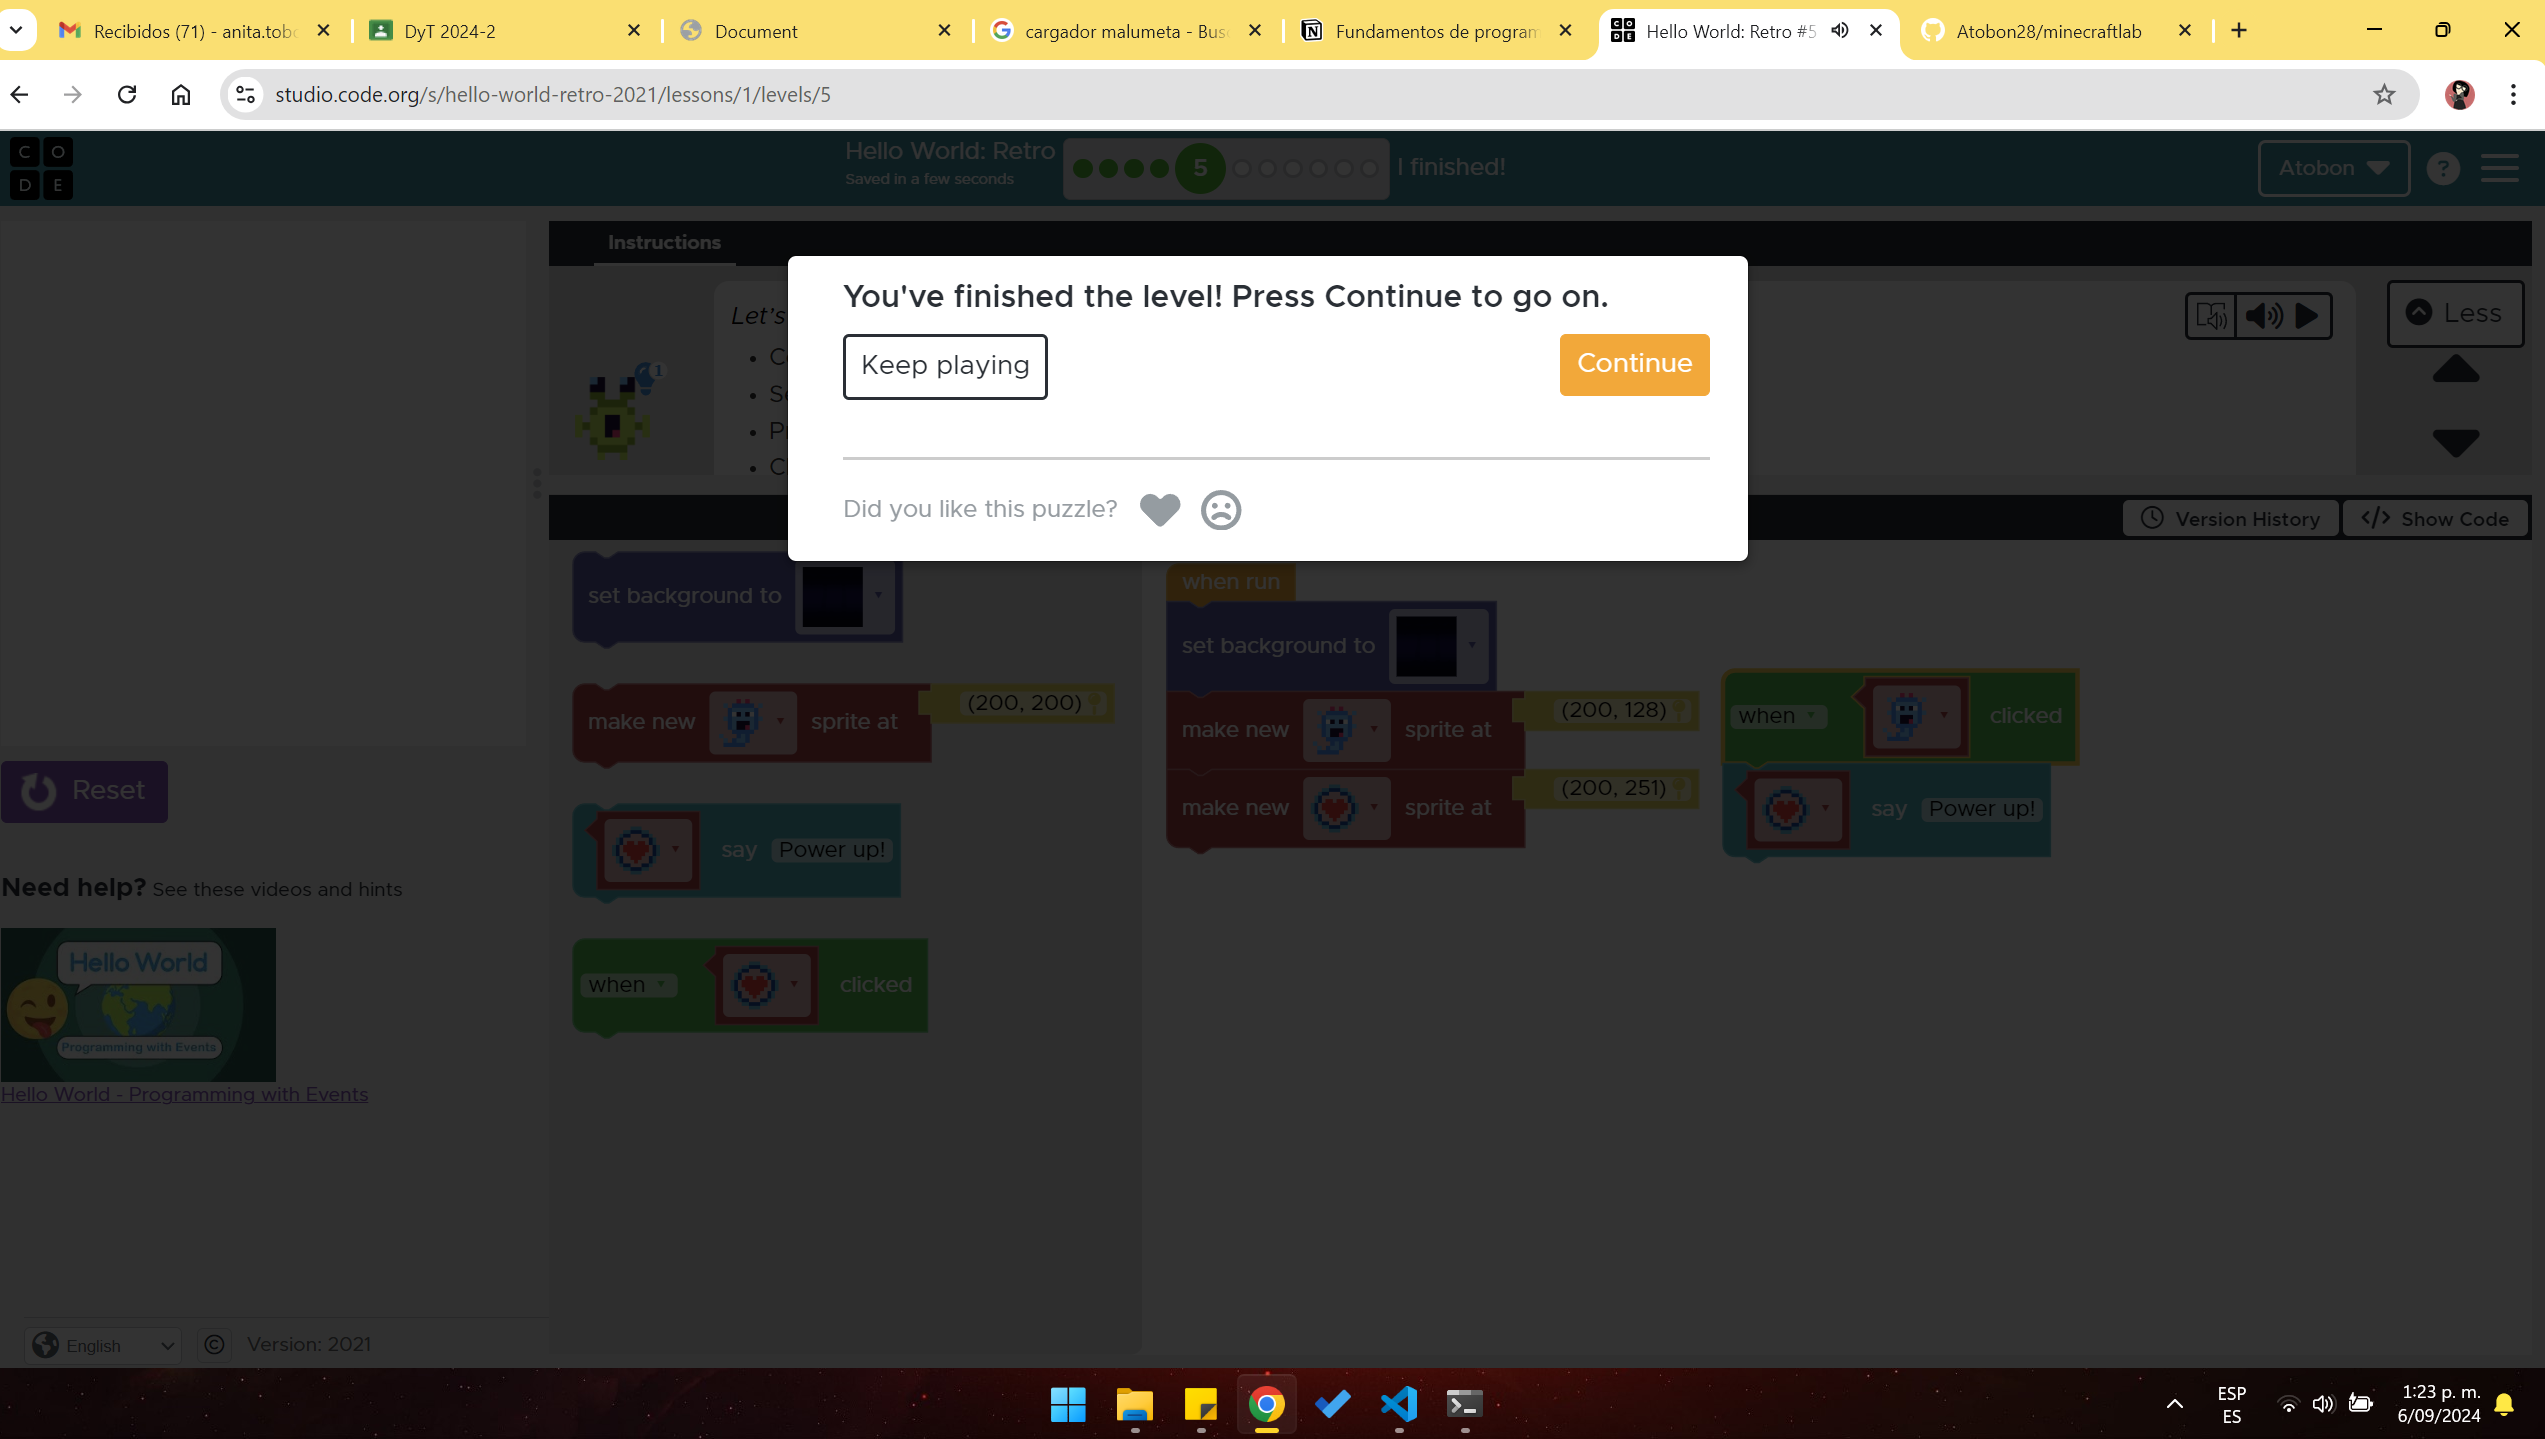 Recibidos (71) - anita.tobo
DyT 2024-2
Document
cargador malumeta - Bus
Fundamentos de program
Hello World: Retro #5
Atobon28/minecraftlab
studio.code.org/s/hello-world-retro-2021/lessons/1/levels/5
C O
D E
Hello World: Retro
Saved in a few seconds
5
I finished!
Atobon
?
Instructions
Let's
1
Less
You've finished the level! Press Continue to go on.
Keep playing
Continue
Did you like this puzzle?
Version History
Show Code
set background to
make new sprite at (200, 200)
say Power up!
when clicked
when run
set background to
make new sprite at (200, 128)
make new sprite at (200, 251)
when clicked
say Power up!
Reset
Need help? See these videos and hints
Hello World
Programming with Events
Hello World - Programming with Events
English
Version: 2021
ESP
ES
1:23 p. m.
6/09/2024